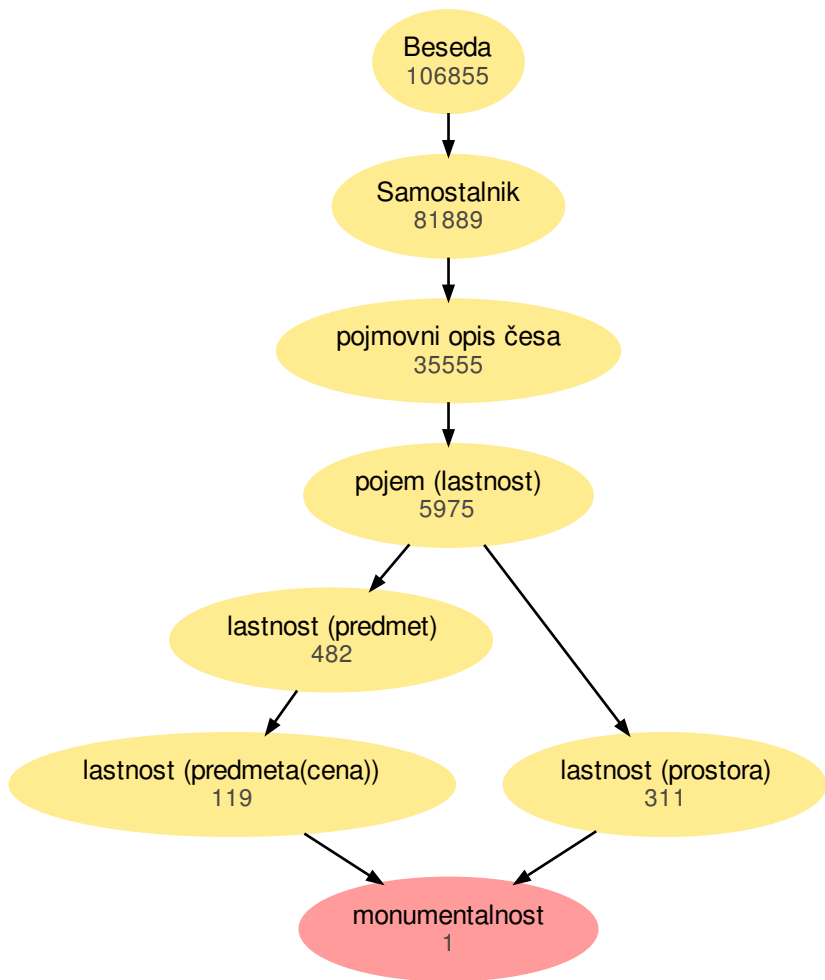 Beseda
106855
Samostalnik
81889
pojmovni opis česa
35555
pojem (lastnost)
5975
lastnost (predmet)
482
lastnost (predmeta(cena))
119
lastnost (prostora)
311
monumentalnost
1